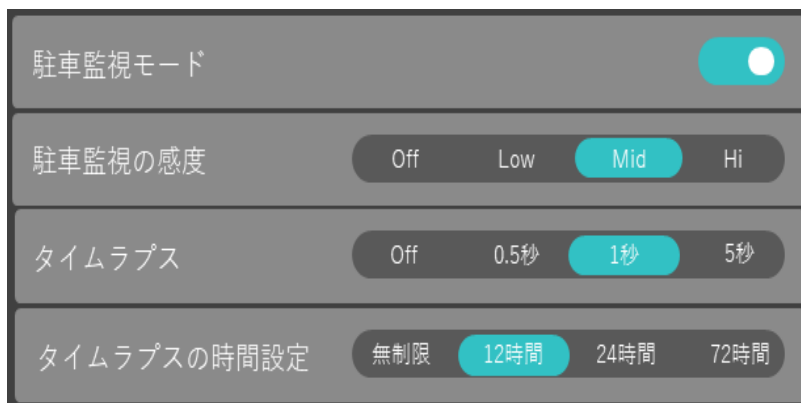 駐車監視モード
駐車監視の感度 Off Low Mid Hi
タイムラプス Off 0.5秒 1秒 5秒
タイムラプスの時間設定 無制限 12時間 24時間 72時間